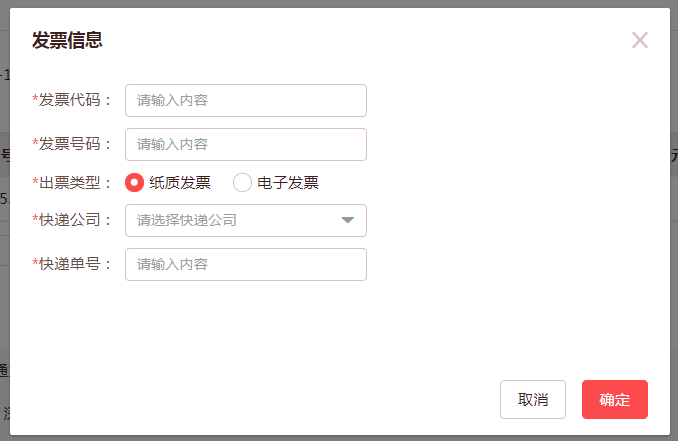 发票信息
*发票代码： 请输入内容
*发票号码： 请输入内容
*出票类型： 纸质发票 电子发票
*快递公司： 请选择快递公司
*快递单号： 请输入内容
取消 确定